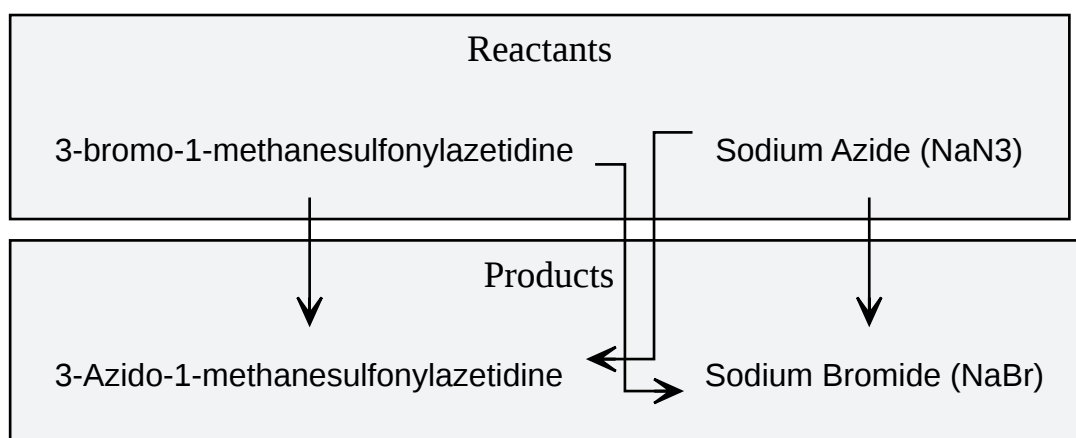 Reactants
3-bromo-1-methanesulfonylazetidine Sodium Azide (NaN3)
Products
3-Azido-1-methanesulfonylazetidine Sodium Bromide (NaBr)